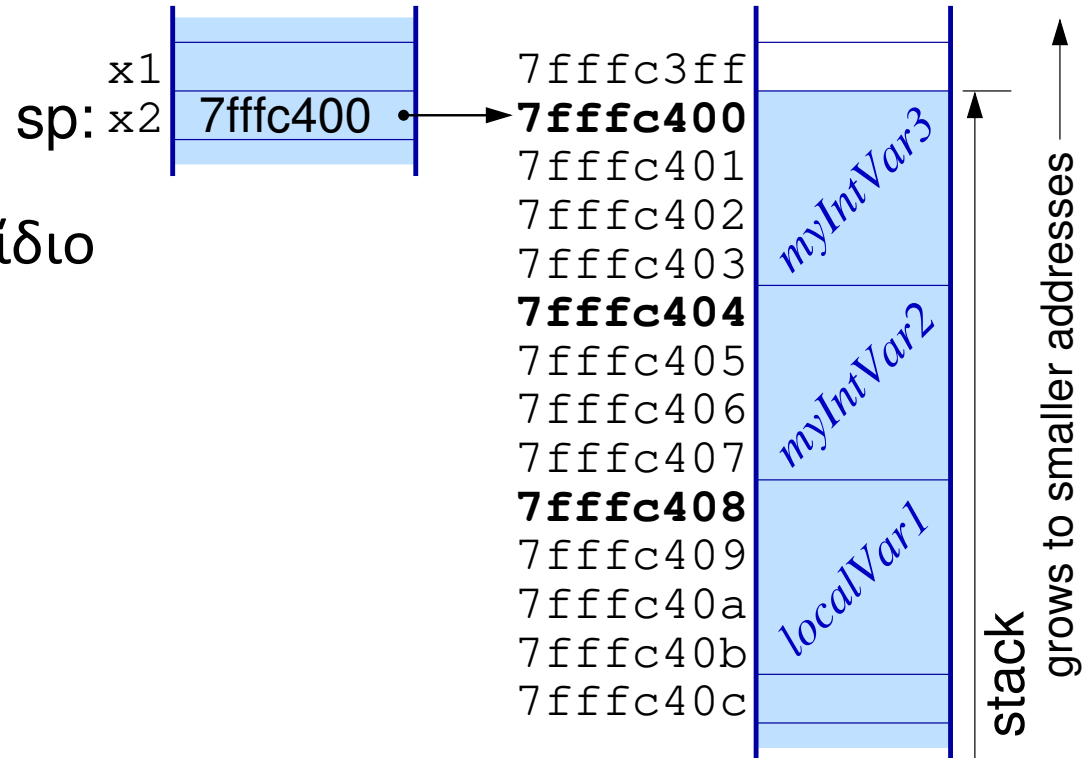 x1
sp: x2 7fffc400
ίδιο
7fffc3ff
7fffc400
7fffc401
7fffc402
7fffc403
7fffc404
7fffc405
7fffc406
7fffc407
7fffc408
7fffc409
7fffc40a
7fffc40b
7fffc40c
myIntVar3
myIntVar2
localVar1
stack
grows to smaller addresses